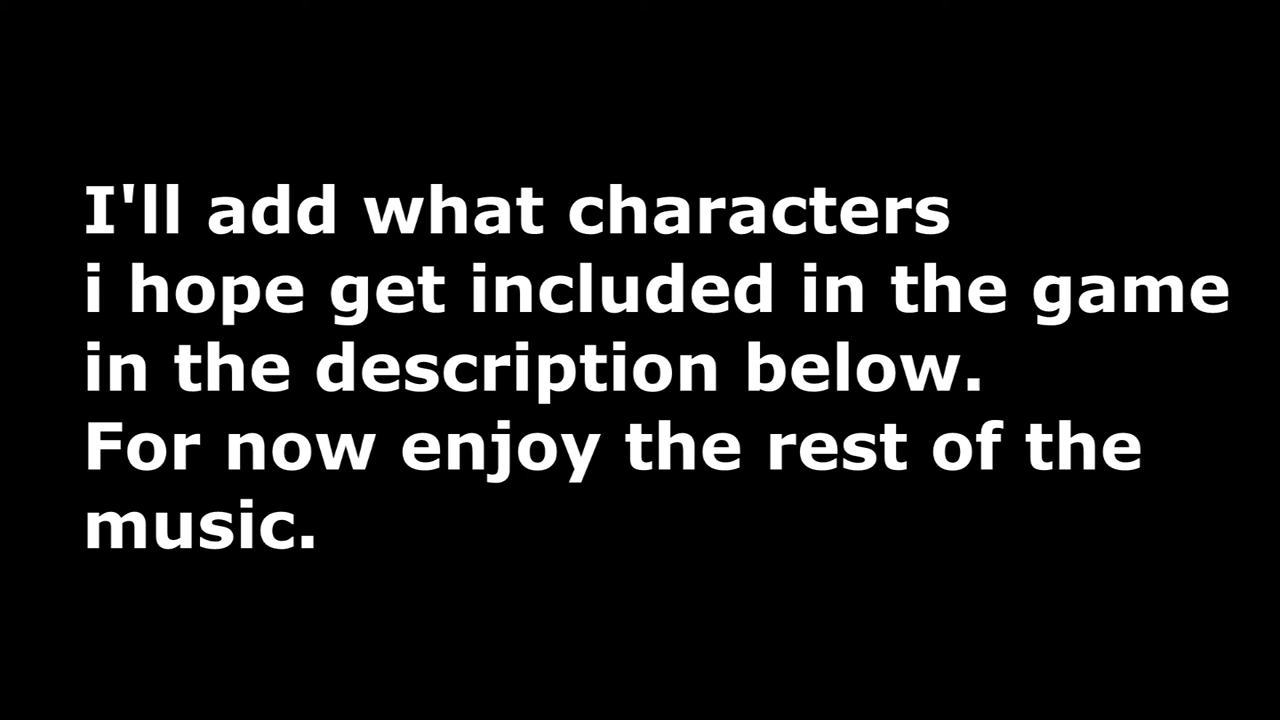 I'll add what characters
i hope get included in the game
in the description below.
For now enjoy the rest of the
music.